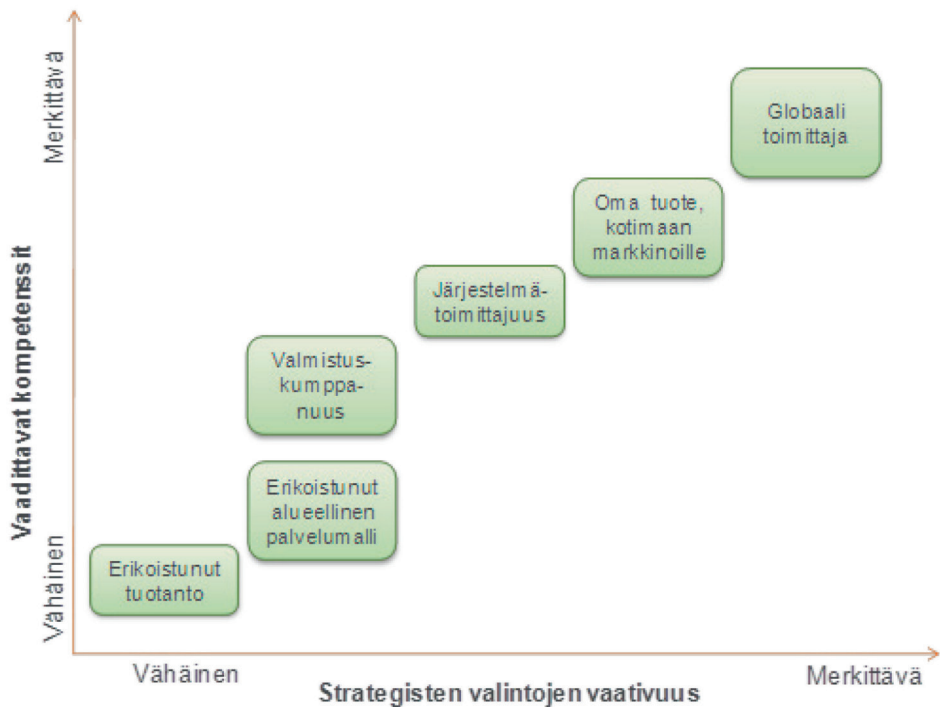 Merkittävä
Globaali
toimittaja
Oma tuote,
kotimaan
markkinoille
Järjestelmä-
toimittajuus
Valmistus-
kumppa-
nuus
Erikoistunut
alueellinen
palvelumalli
Erikoistunut
tuotanto
Vaadittavat kompetenssit
Vähäinen
Vähäinen
Merkittävä
Strategisten valintojen vaativuus